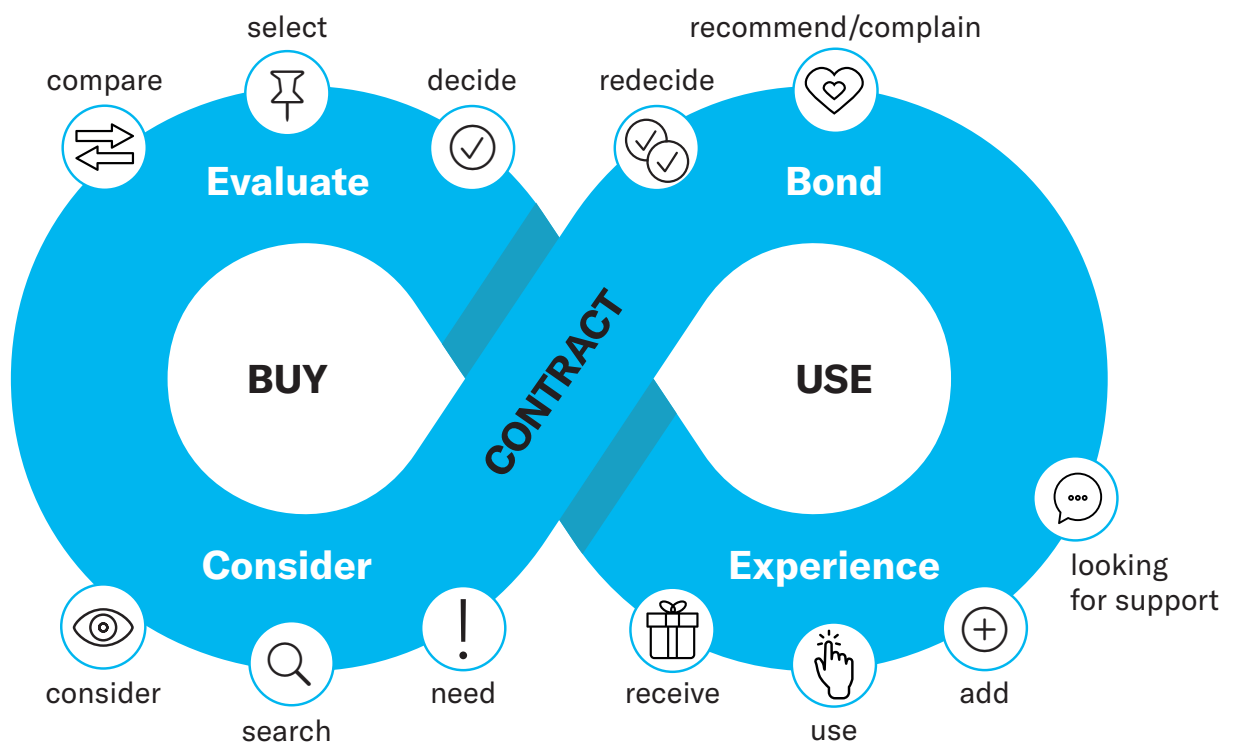 select
recommend/complain
compare
decide
redecide
Evaluate
Bond
BUY
CONTRACT
USE
Consider
Experience
looking
for support
consider
search
need
receive
use
add